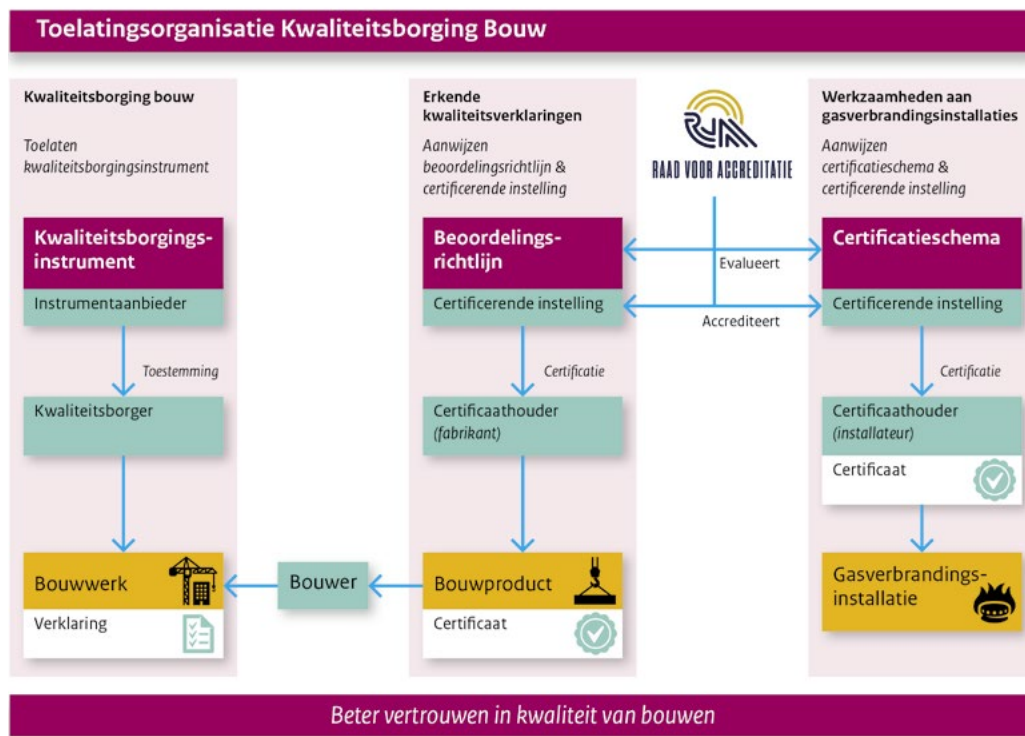 Toelatingsorganisatie Kwaliteitsborging Bouw
Kwaliteitsborging bouw
Toelaten
kwaliteitsborgingsinstrument
Kwaliteitsborgings-
instrument
Instrumentaanbieder
Toestemming
Kwaliteitsborger
Bouwwerk
Verklaring
Bouwer
Erkende
kwaliteitsverklaringen
Aanwijzen
beoordelingsrichtlijn &
certificerende instelling
Beoordelings-
richtlijn
Certificerende instelling
Certificatie
Certificaathouder
(fabrikant)
Bouwproduct
Certificaat
RvA
RAAD VOOR ACCREDITATIE
Evalueert
Accrediteert
Werkzaamheden aan
gasverbrandingsinstallaties
Aanwijzen
certificatieschema &
certificerende instelling
Certificatieschema
Certificerende instelling
Certificatie
Certificaathouder
(installateur)
Certificaat
Gasverbrandings-
installatie
Beter vertrouwen in kwaliteit van bouwen